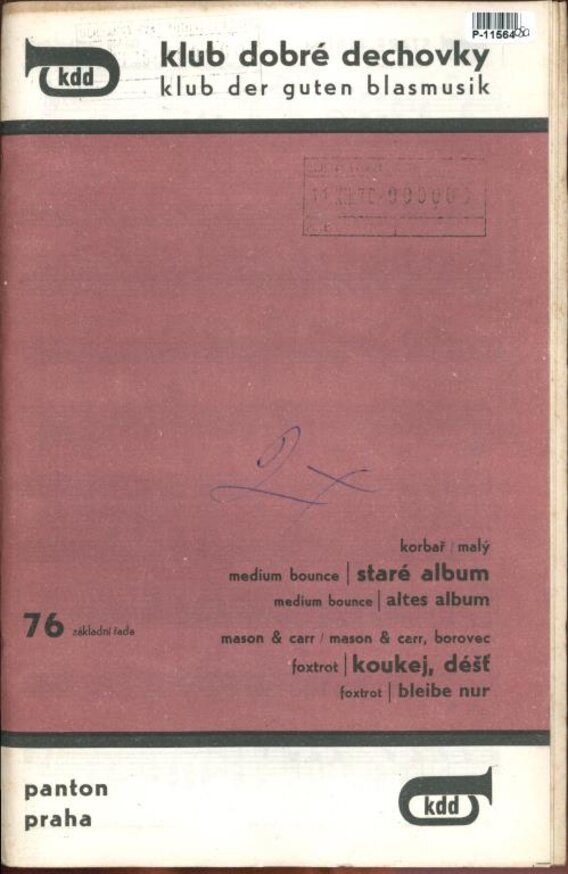 P-11564
kdd
klub dobré dechovky
klub der guten blasmusik
2x
korbař / malý
medium bounce | staré album
medium bounce | altes album
76 základní řada
mason & carr / mason & carr, borovec
foxtrot | koukej, déšť
foxtrot | bleibe nur
panton
praha
kdd